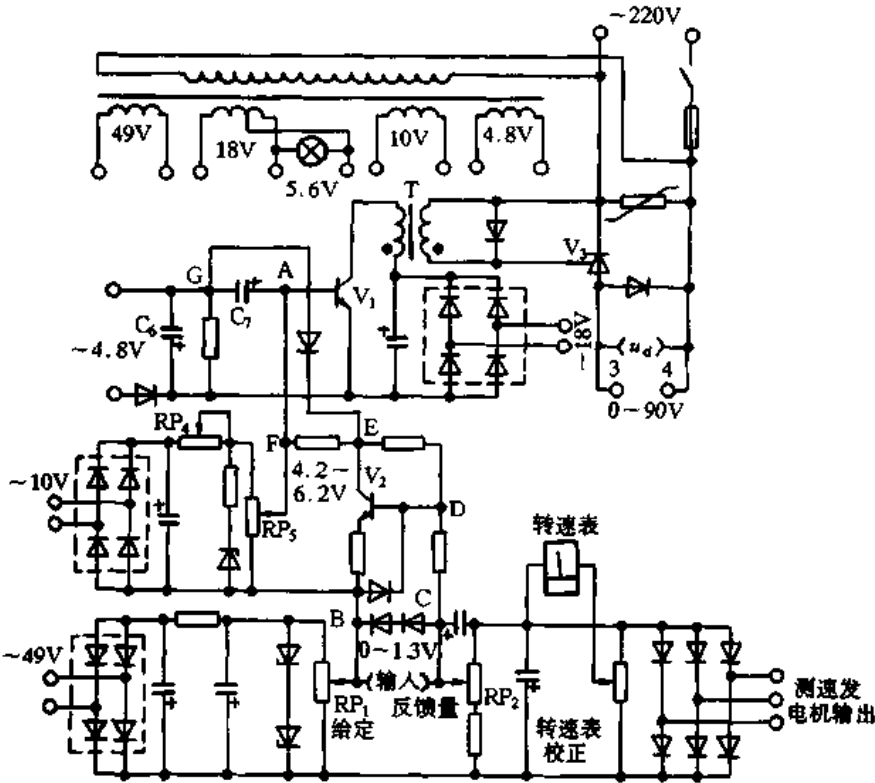 ~220V
49V
18V
5.6V
10V
4.8V
T
V₃
G
A
C₇
V₁
C₆
~4.8V
~18V
u_d
3 4
0~90V
RP₄
F
E
4.2~
6.2V
V₂
~10V
RP₅
D
转速表
B
C
0~1.3V
~49V
(输入)
RP₁
给定
反馈量
RP₂
转速表
校正
测速发
电机输出